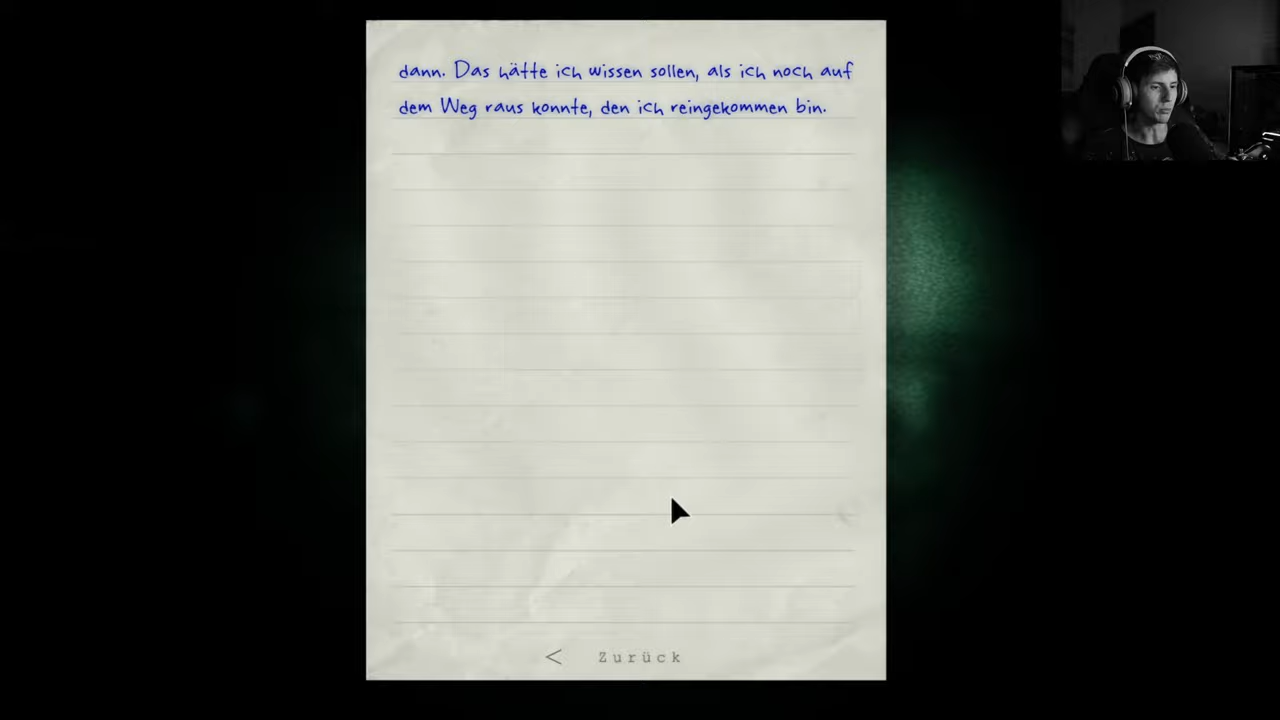 dann. Das hätte ich wissen sollen, als ich noch auf
dem Weg raus konnte, den ich reingekommen bin.
< Zurück